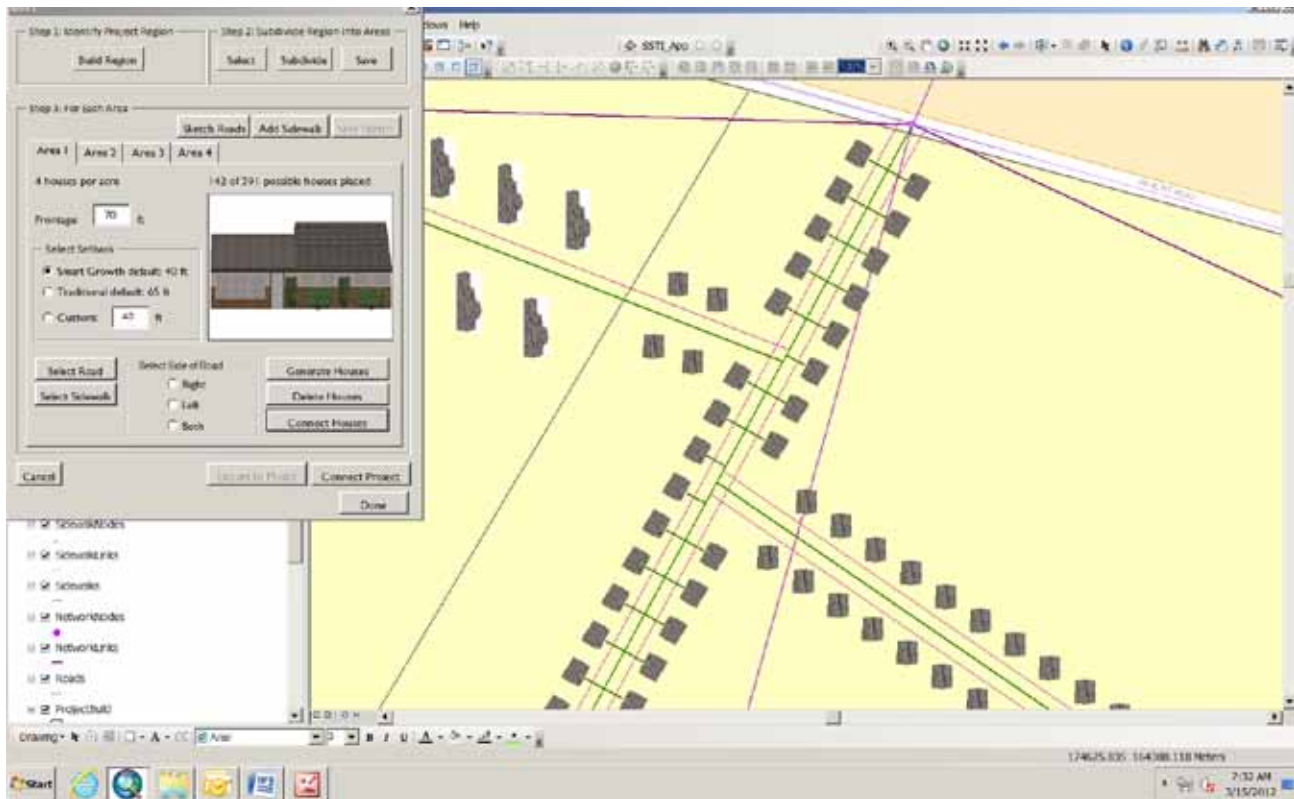 Step 1: Identify Project Region
Step 2: Subdivide Region into Areas
Build Region
Select
Subdivide
Save
Step 3: For Each Area
Sketch Roads
Add Sidewalk
Area 1
Area 2
Area 3
Area 4
4 houses per acre
142 of 291 possible houses placed
Frontage: 70 ft
Select Setback
Smart Growth default: 40 ft
Traditional default: 65 ft
Custom: 40 ft
Select Road
Select Sidewalk
Select Side of Road
Right
Left
Both
Generate Houses
Delete Houses
Connect Houses
Cancel
Connect Project
Done
Help
SidewalkNodes
SidewalkLinks
Sidewalks
NetworkNodes
NetworkLinks
Roads
ProjectBuild
Drawing
A
Arial
B I U A
Meters
Start
7:32 AM
3/15/2012